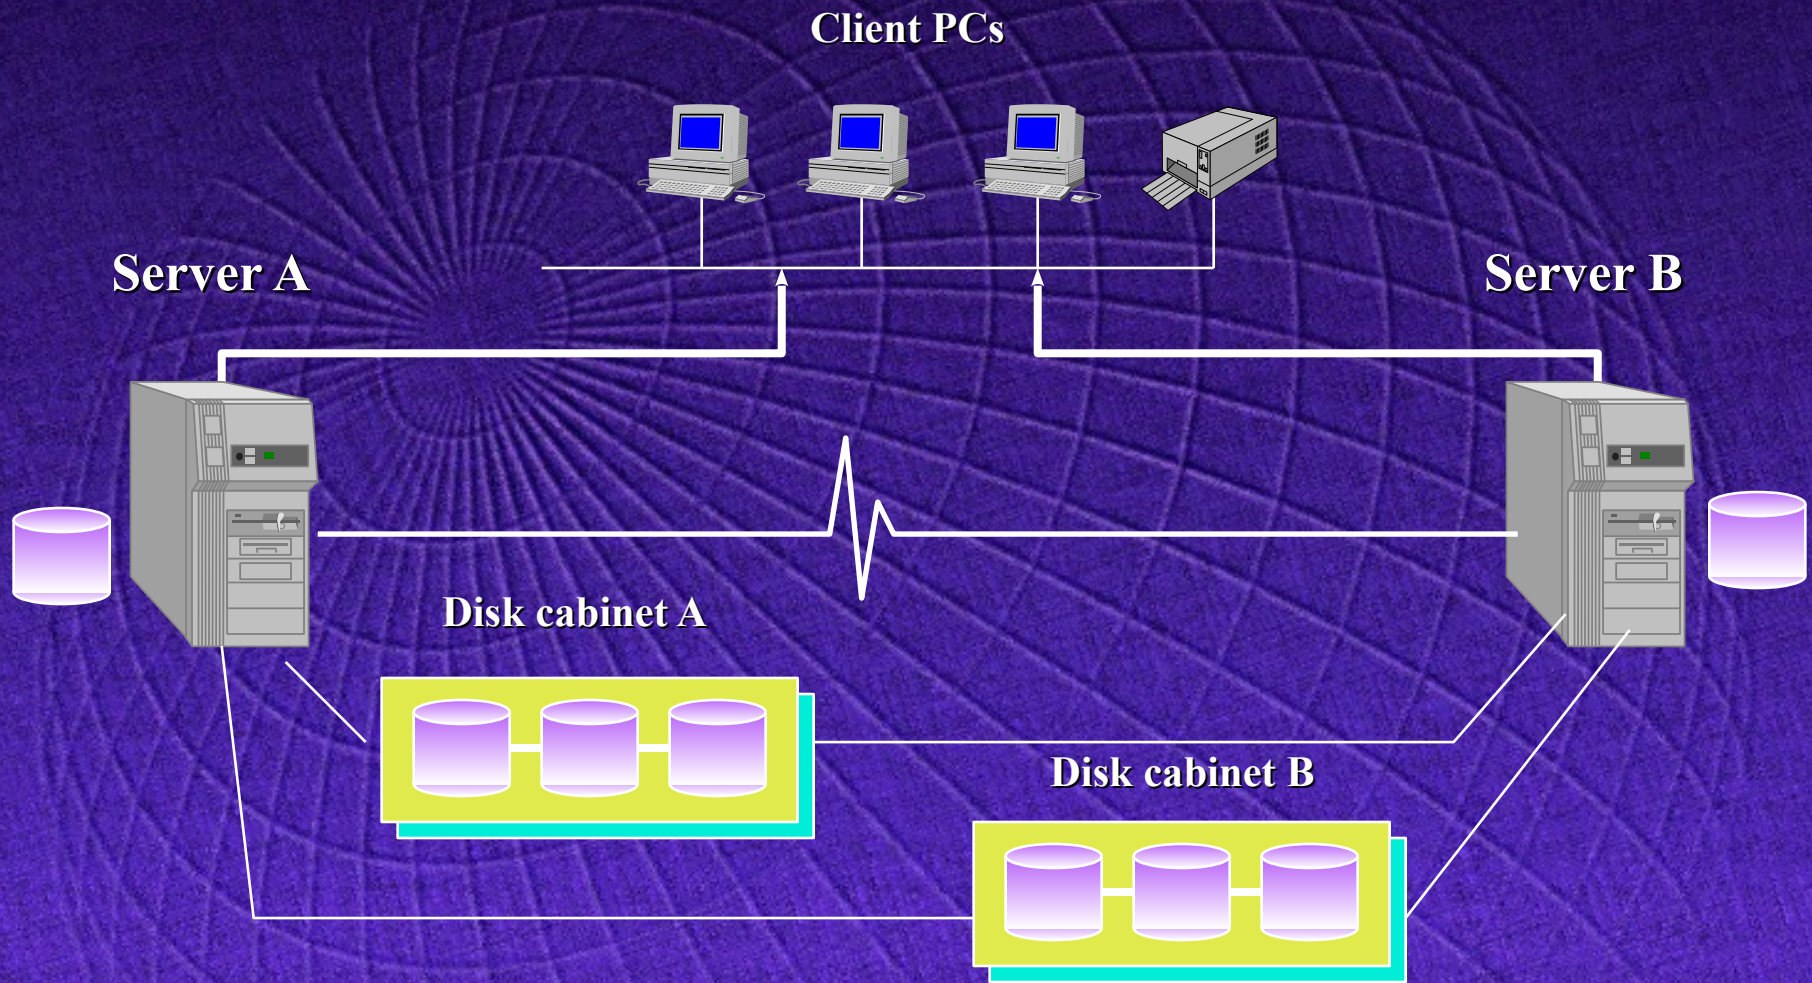 Client PCs
Server A
Server B
Disk cabinet A
Disk cabinet B